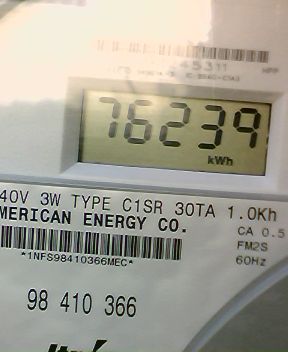 45311
76239
kWh
40V 3W TYPE C1SR 30TA 1.0Kh
MERICAN ENERGY CO.
CA 0.5
FM2S
60Hz
*1NFS98410366MEC*
98 410 366